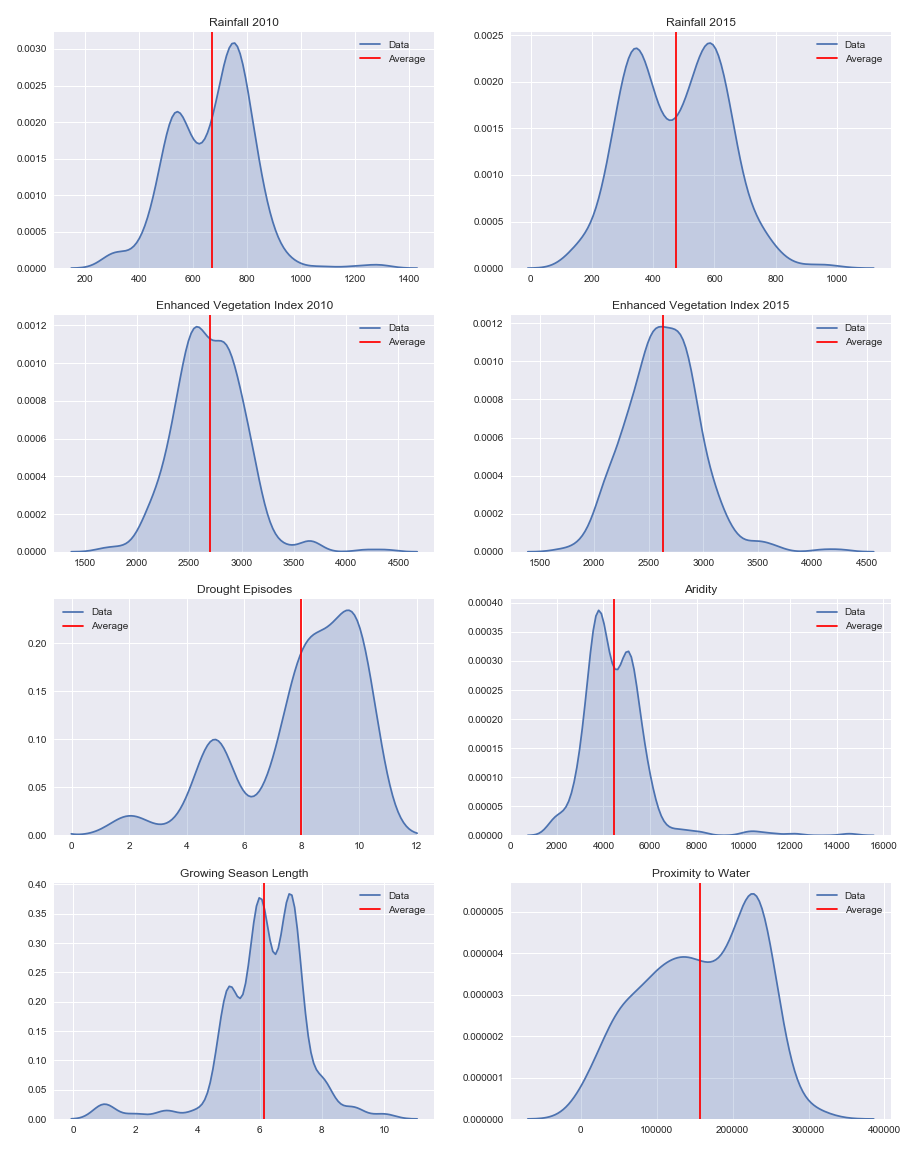 Rainfall 2010
Data
Average
0.0030
0.0025
0.0020
0.0015
0.0010
0.0005
0.0000
200 400 600 800 1000 1200 1400
Rainfall 2015
Data
Average
0.0025
0.0020
0.0015
0.0010
0.0005
0.0000
0 200 400 600 800 1000
Enhanced Vegetation Index 2010
Data
Average
0.0012
0.0010
0.0008
0.0006
0.0004
0.0002
0.0000
1500 2000 2500 3000 3500 4000 4500
Enhanced Vegetation Index 2015
Data
Average
0.0012
0.0010
0.0008
0.0006
0.0004
0.0002
0.0000
1500 2000 2500 3000 3500 4000 4500
Drought Episodes
Data
Average
0.20
0.15
0.10
0.05
0.00
0 2 4 6 8 10 12
Aridity
Data
Average
0.00040
0.00035
0.00030
0.00025
0.00020
0.00015
0.00010
0.00005
0.00000
0 2000 4000 6000 8000 10000 12000 14000 16000
Growing Season Length
Data
Average
0.40
0.35
0.30
0.25
0.20
0.15
0.10
0.05
0.00
0 2 4 6 8 10
Proximity to Water
Data
Average
0.000005
0.000004
0.000003
0.000002
0.000001
0.000000
0 100000 200000 300000 400000